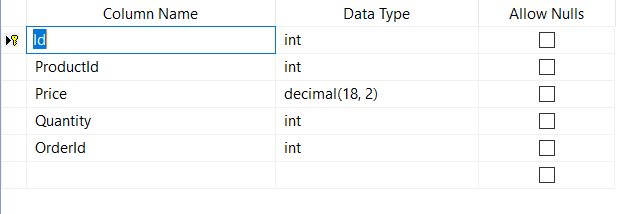 Column Name Data Type Allow Nulls
Id int
ProductId int
Price decimal(18, 2)
Quantity int
OrderId int